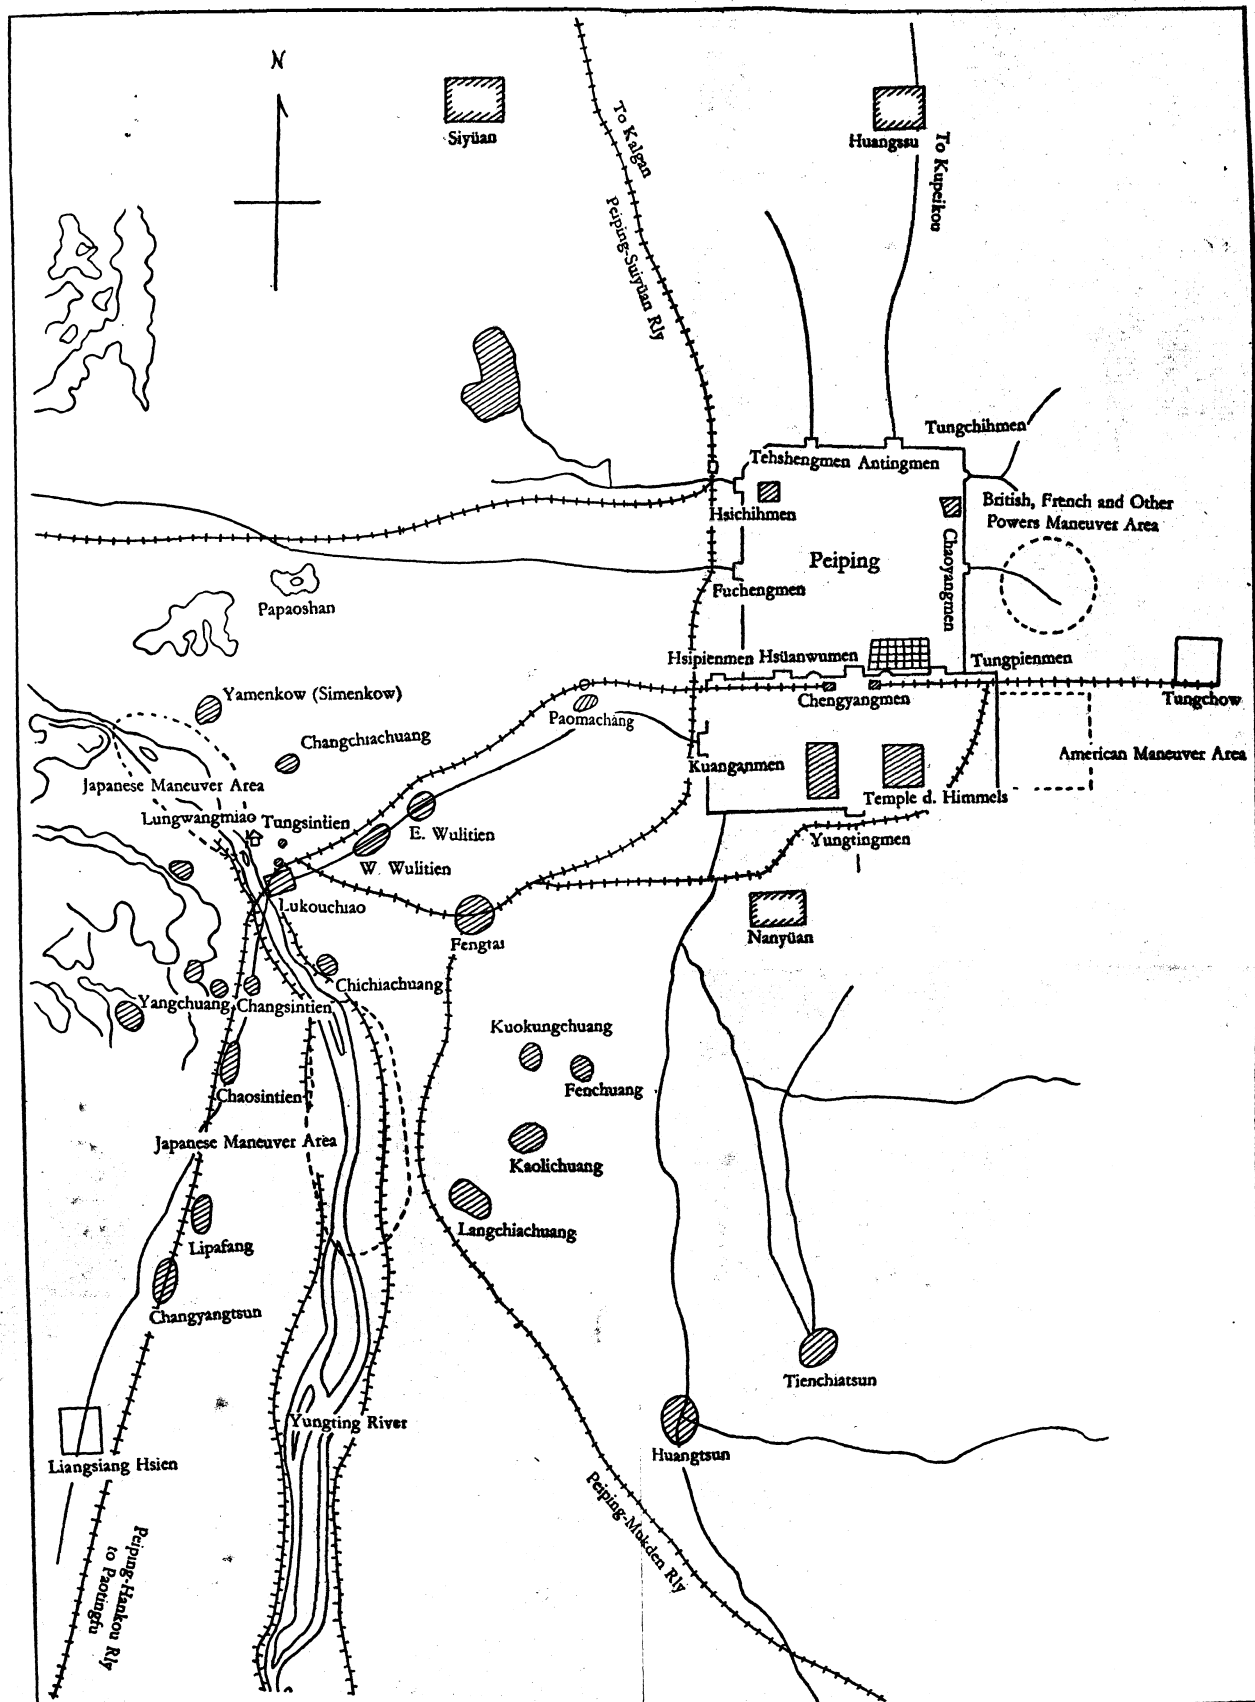 N
Siyüan
Huangssu
To Kalgan
To Kupeikou
Peiping-Suiyüan Rly
Tungchihmen
Tehshengmen Antingmen
Hsichihmen
British, French and Other
Powers Maneuver Area
Chaoyangmen
Peiping
Fuchengmen
Papaoshan
Hsipienmen Hsüanwumen
Tungpienmen
Yamenkow (Simenkow)
Chengyangmen
Tungchow
Paomachang
Changchiachuang
American Maneuver Area
Kuanganmen
Japanese Maneuver Area
Temple d. Himmels
Lungwangmiao
Tungsintien
E. Wulitien
Yungtingmen
W. Wulitien
Lukouchiao
Nanyüan
Fengtai
Chichiachuang
Yangchuang
Changsintien
Kuokungchuang
Fenchuang
Chaosintien
Japanese Maneuver Area
Kaolichuang
Langchiachuang
Lipafang
Changyangtsun
Tienchiatsun
Yungting River
Huangtsun
Liangsiang Hsien
Peiping-Mukden Rly
Peiping-Hankou Rly
to Paotingfu